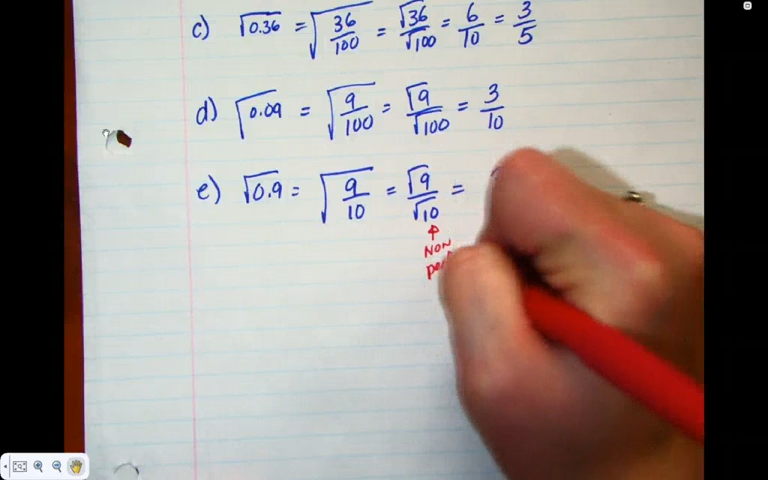 c) √0.36 = √36/100 = √36/√100 = 6/10 = 3/5
d) √0.09 = √9/100 = √9/√100 = 3/10
e) √0.9 = √9/10 = √9/√10 =
↑
NON